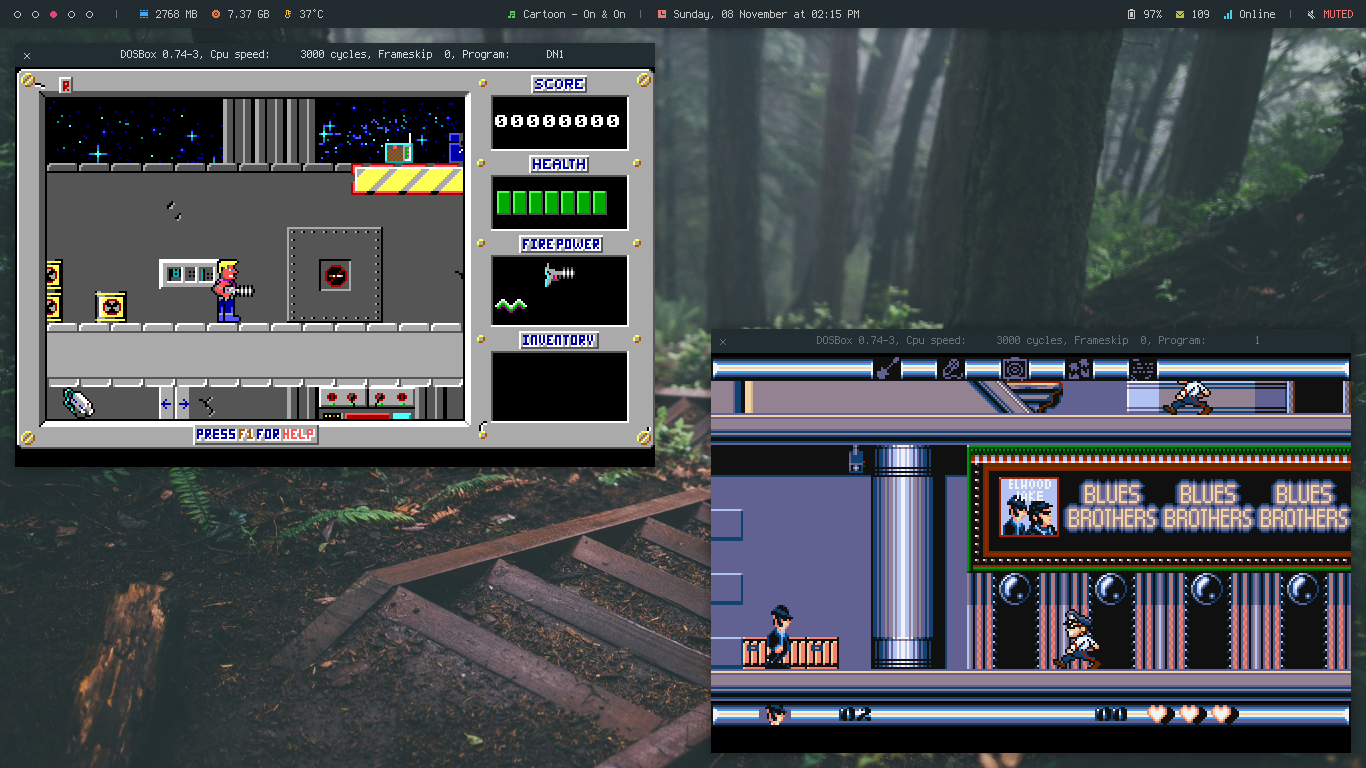 2768 MB 7.37 GB 37°C Cartoon - On & On Sunday, 08 November at 02:15 PM 97% 109 Online MUTED
DOSBox 0.74-3, Cpu speed: 3000 cycles, Frameskip 0, Program: DN1
R
SCORE
00000000
HEALTH
FIREPOWER
INVENTORY
PRESS F1 FOR HELP
DOSBox 0.74-3, Cpu speed: 3000 cycles, Frameskip 0, Program: 1
ELWOOD
JAKE
BLUES BLUES BLUES
BROTHERS BROTHERS BROTHERS
02 00